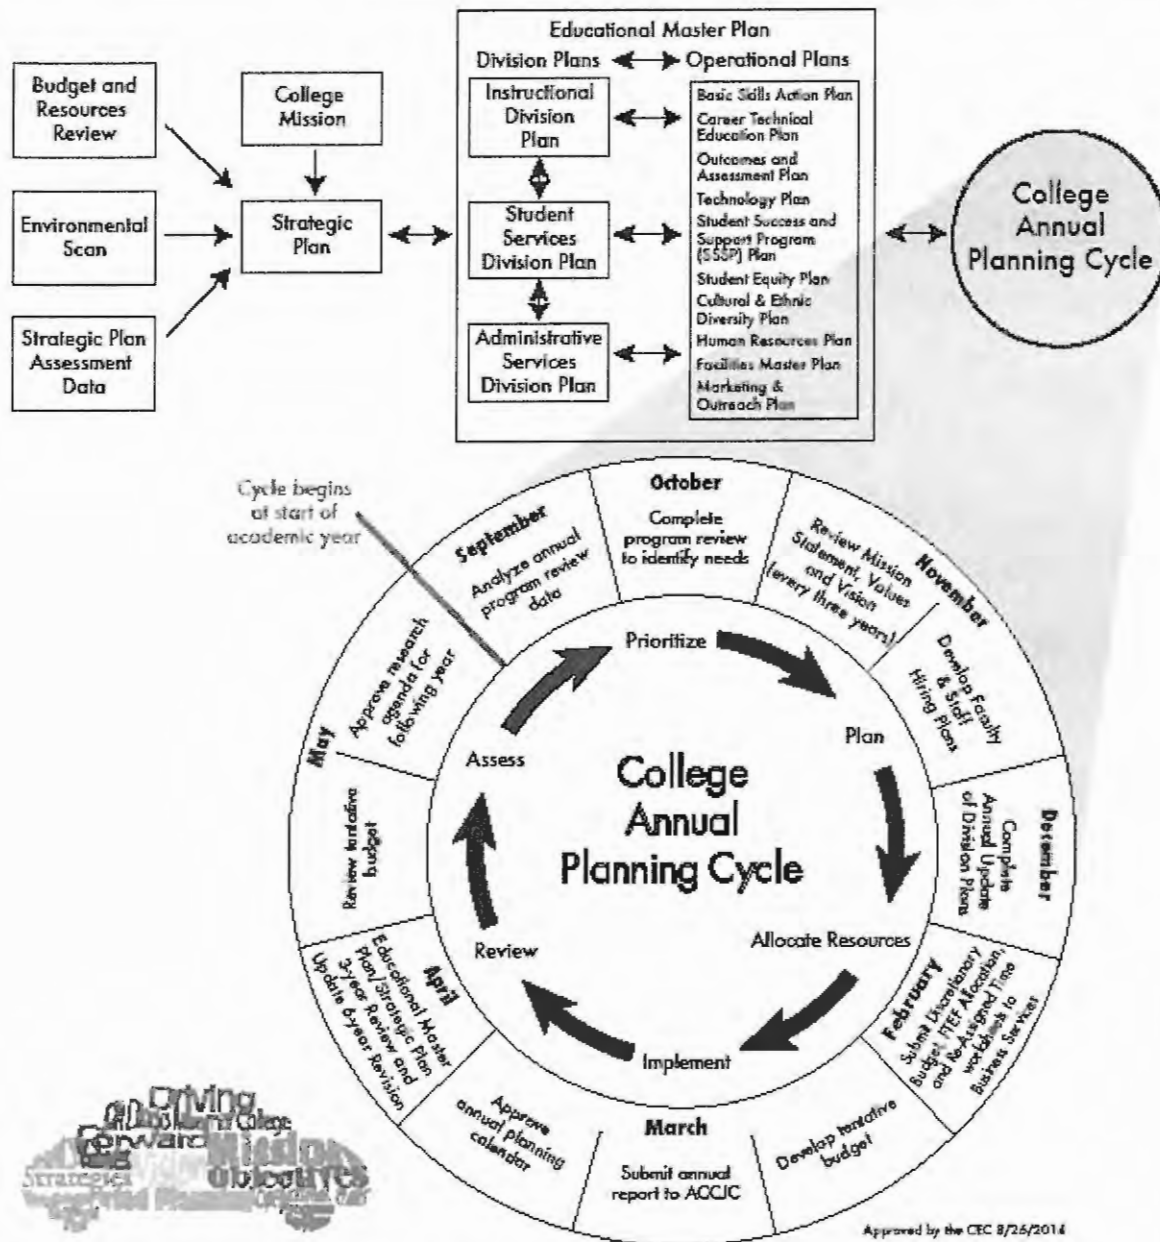 Educational Master Plan
Division Plans
Operational Plans
Budget and
Resources
Review
College
Mission
Environmental
Scan
Strategic
Plan
Strategic Plan
Assessment
Data
Instructional
Division
Plan
Student
Services
Division Plan
Administrative
Services
Division Plan
Basic Skills Action Plan
Career Technical
Education Plan
Outcomes and
Assessment Plan
Technology Plan
Student Success and
Support Program
(SSSP) Plan
Student Equity Plan
Cultural & Ethnic
Diversity Plan
Human Resources Plan
Facilities Master Plan
Marketing &
Outreach Plan
College
Annual
Planning Cycle
Cycle begins
at start of
academic year
September
Analyze annual
program review
data
October
Complete
program review
to identify needs
November
Review Mission
Statement, Values
and Vision
(every three years)
Develop Faculty
& Staff
Hiring Plans
December
Complete
Annual Update
of Division Plans
February
Submit Discretionary
Budget, FTEF Allocation,
and Re-Assigned Time
worksheets to
Business Services
Develop tentative
budget
March
Submit annual
report to ACCJC
Approve
annual planning
calendar
April
Educational Master
Plan/Strategic Plan
3-year Review and
Update 6-year Revision
May
Review tentative
budget
Approve research
agenda for
following year
Prioritize
Plan
Allocate Resources
Implement
Review
Assess
College
Annual
Planning Cycle
Driving
College
Forward
Mission
Strategies
Objectives
Approved by the CEC 8/26/2014